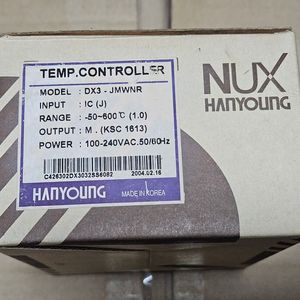 TEMP.CONTROLLER
MODEL : DX3 - JMWNR
INPUT : IC (J)
RANGE : -50~600 ℃ (1.0)
OUTPUT : M . (KSC 1613)
POWER : 100-240VAC.50/60Hz
C426302DX3032SS6082 2004.02.16
HANYOUNG MADE IN KOREA
NUX
HANYOUNG